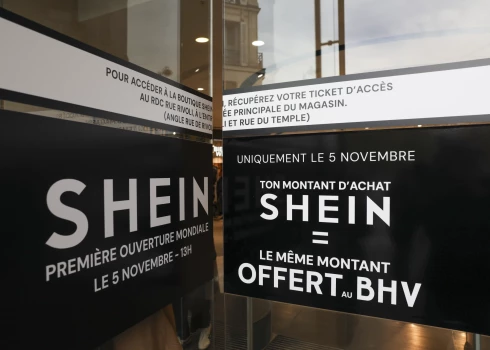 POUR ACCÉDER À LA BOUTIQUE SHEIN
AU RDC RUE RIVOLI, À
(ANGLE RUE DE
, RÉCUPÉREZ VOTRE TICKET D'ACCÈS
ÉE PRINCIPALE DU MAGASIN.
I ET RUE DU TEMPLE)
SHEIN
PREMIÈRE OUVERTURE MONDIALE
LE 5 NOVEMBRE - 13H
UNIQUEMENT LE 5 NOVEMBRE
TON MONTANT D'ACHAT
SHEIN
=
LE MÊME MONTANT
OFFERT AU BHV